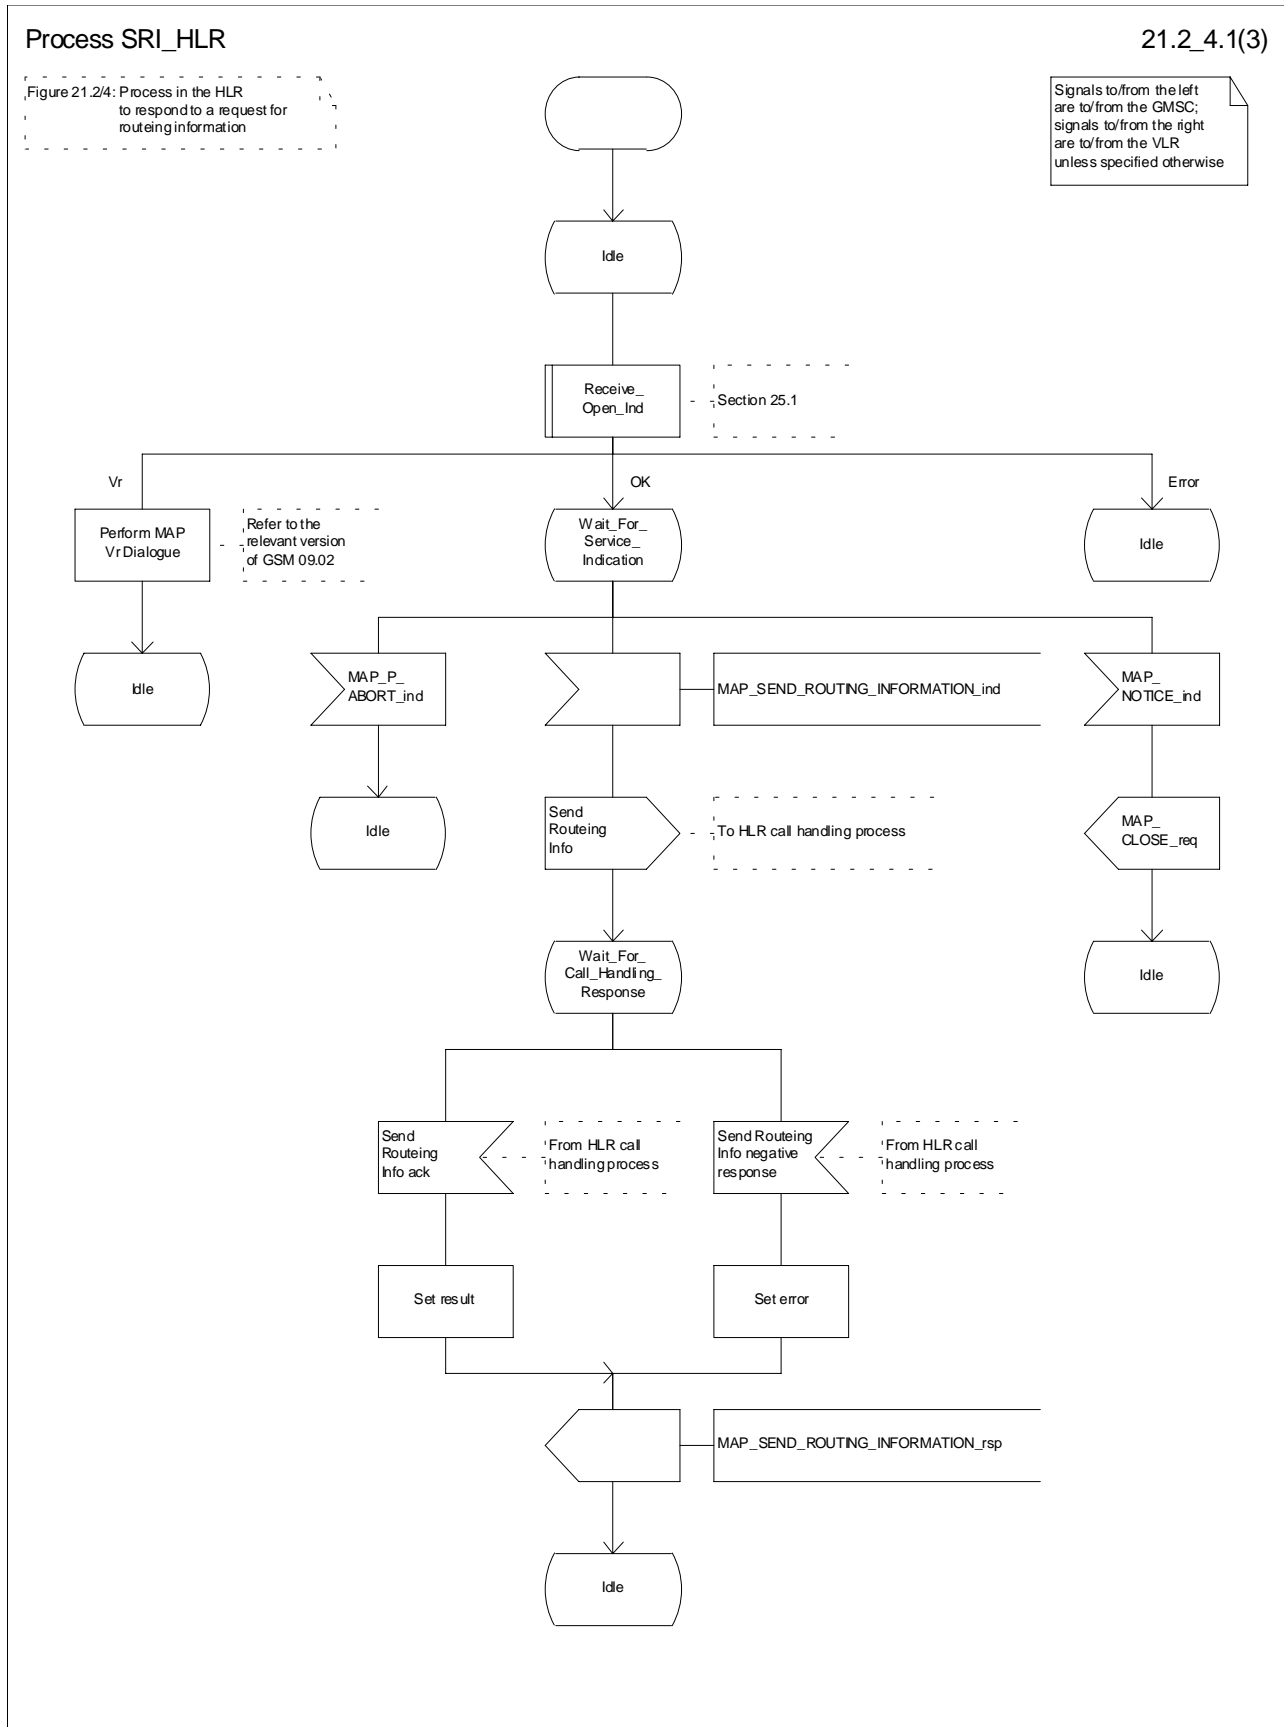 Process SRI_HLR
21.2_4.1(3)
Figure 21.2/4: Process in the HLR
to respond to a request for
routeing information
Signals to/from the left
are to/from the GMSC;
signals to/from the right
are to/from the VLR
unless specified otherwise
Idle
Receive_
Open_Ind
Section 25.1
Vr
OK
Error
Perform MAP
Vr Dialogue
Refer to the
relevant version
of GSM 09.02
Wait_For_
Service_
Indication
Idle
Idle
MAP_P_
ABORT_ind
MAP_SEND_ROUTING_INFORMATION_ind
MAP_
NOTICE_ind
Idle
Send
Routeing
Info
To HLR call handling process
MAP_
CLOSE_req
Wait_For_
Call_Handling_
Response
Idle
Send
Routeing
Info ack
From HLR call
handling process
Send Routeing
Info negative
response
From HLR call
handling process
Set result
Set error
MAP_SEND_ROUTING_INFORMATION_rsp
Idle